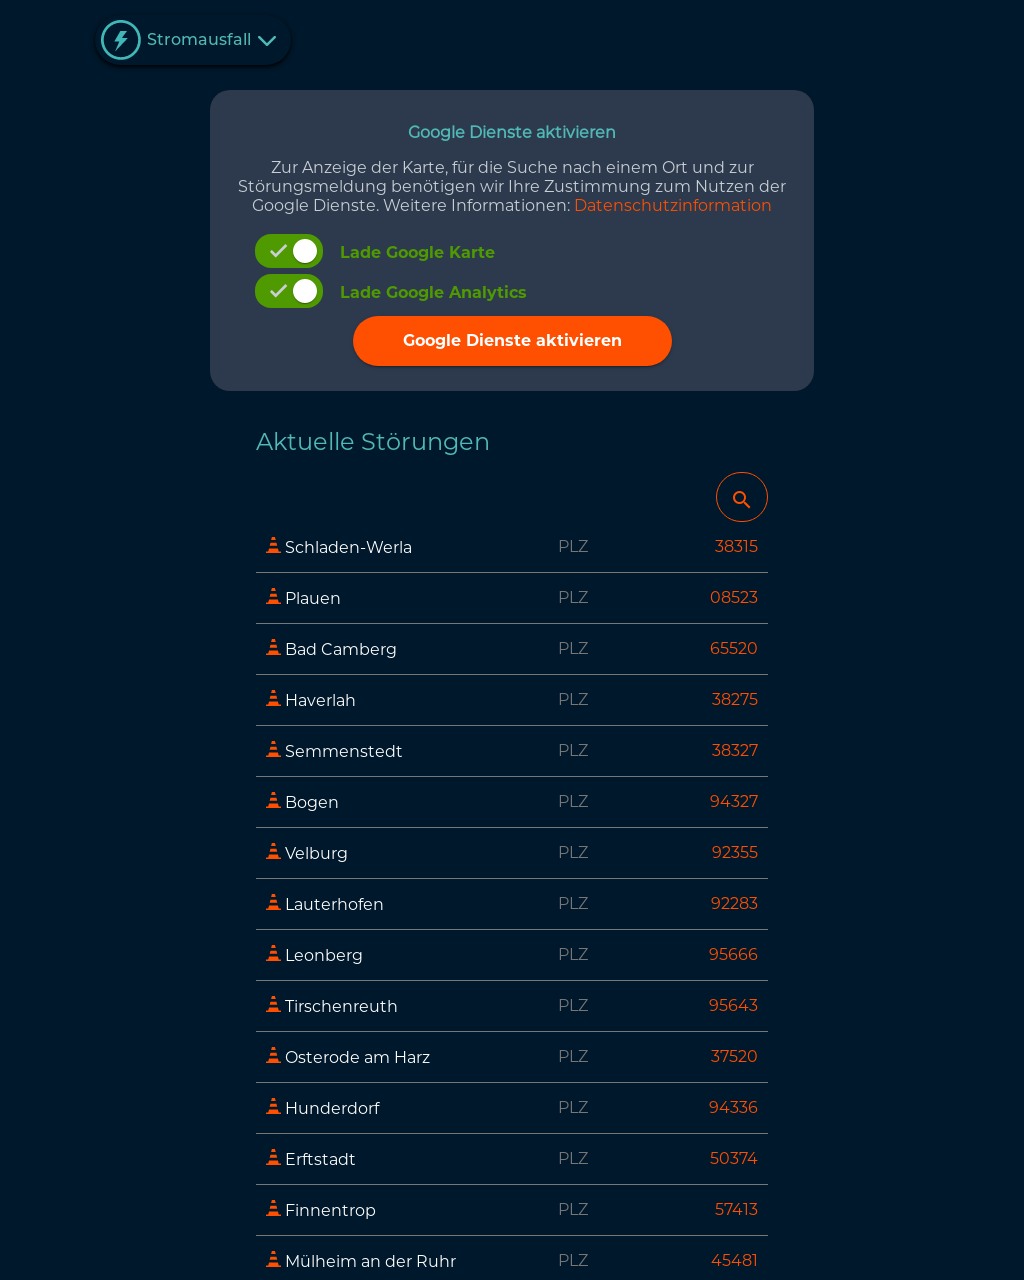 Stromausfall
Google Dienste aktivieren
Zur Anzeige der Karte, für die Suche nach einem Ort und zur
Störungsmeldung benötigen wir Ihre Zustimmung zum Nutzen der
Google Dienste. Weitere Informationen: Datenschutzinformation
Lade Google Karte
Lade Google Analytics
Google Dienste aktivieren
Aktuelle Störungen
Schladen-Werla PLZ 38315
Plauen PLZ 08523
Bad Camberg PLZ 65520
Haverlah PLZ 38275
Semmenstedt PLZ 38327
Bogen PLZ 94327
Velburg PLZ 92355
Lauterhofen PLZ 92283
Leonberg PLZ 95666
Tirschenreuth PLZ 95643
Osterode am Harz PLZ 37520
Hunderdorf PLZ 94336
Erftstadt PLZ 50374
Finnentrop PLZ 57413
Mülheim an der Ruhr PLZ 45481